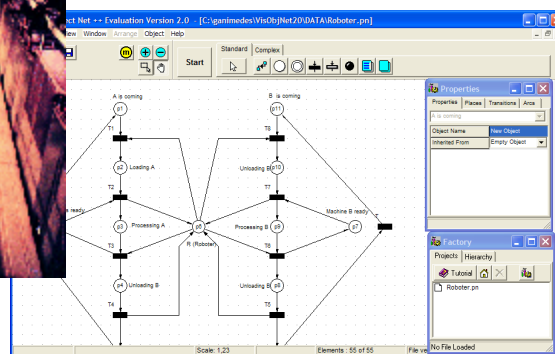 ect Net ++ Evaluation Version 2.0 - [C:\ganimedes\VisObjNet20\DATA\Roboter.pn]
iew Window Arrange Object Help
Start
Standard Complex
m
A is coming
B is coming
p1
p11
T1
T8
p2 Loading A
Unloading B p10
T2
T7
s ready
Machine B ready
p3 Processing A
p6
Processing B p9
p7
R (Roboter)
T3
T6
p4 Unloading B
Unloading B p8
T4
T5
Scale: 1,23
Elements : 55 of 55
File ve
Properties
Properties Places Transitions Arcs
A is coming
Object Name New Object
Inherited From Empty Object
Factory
Projects Hierarchy
Tutorial
Roboter.pn
No File Loaded